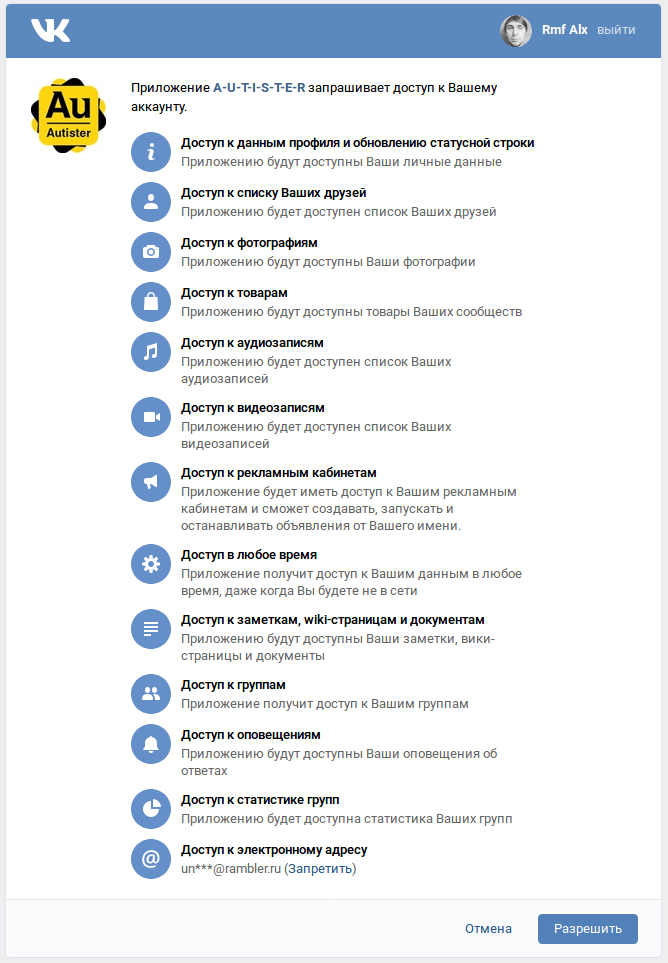 Rmf Alx выйти
Au
Autister
Приложение A-U-T-I-S-T-E-R запрашивает доступ к Вашему
аккаунту.
Доступ к данным профиля и обновлению статусной строки
Приложению будут доступны Ваши личные данные
Доступ к списку Ваших друзей
Приложению будет доступен список Ваших друзей
Доступ к фотографиям
Приложению будут доступны Ваши фотографии
Доступ к товарам
Приложению будут доступны товары Ваших сообществ
Доступ к аудиозаписям
Приложению будет доступен список Ваших
аудиозаписей
Доступ к видеозаписям
Приложению будет доступен список Ваших
видеозаписей
Доступ к рекламным кабинетам
Приложение будет иметь доступ к Вашим рекламным
кабинетам и сможет создавать, запускать и
останавливать объявления от Вашего имени.
Доступ в любое время
Приложение получит доступ к Вашим данным в любое
время, даже когда Вы будете не в сети
Доступ к заметкам, wiki-страницам и документам
Приложению будут доступны Ваши заметки, вики-
страницы и документы
Доступ к группам
Приложение получит доступ к Вашим группам
Доступ к оповещениям
Приложению будут доступны Ваши оповещения об
ответах
Доступ к статистике групп
Приложению будет доступна статистика Ваших групп
@
Доступ к электронному адресу
un***@rambler.ru (Запретить)
Отмена
Разрешить